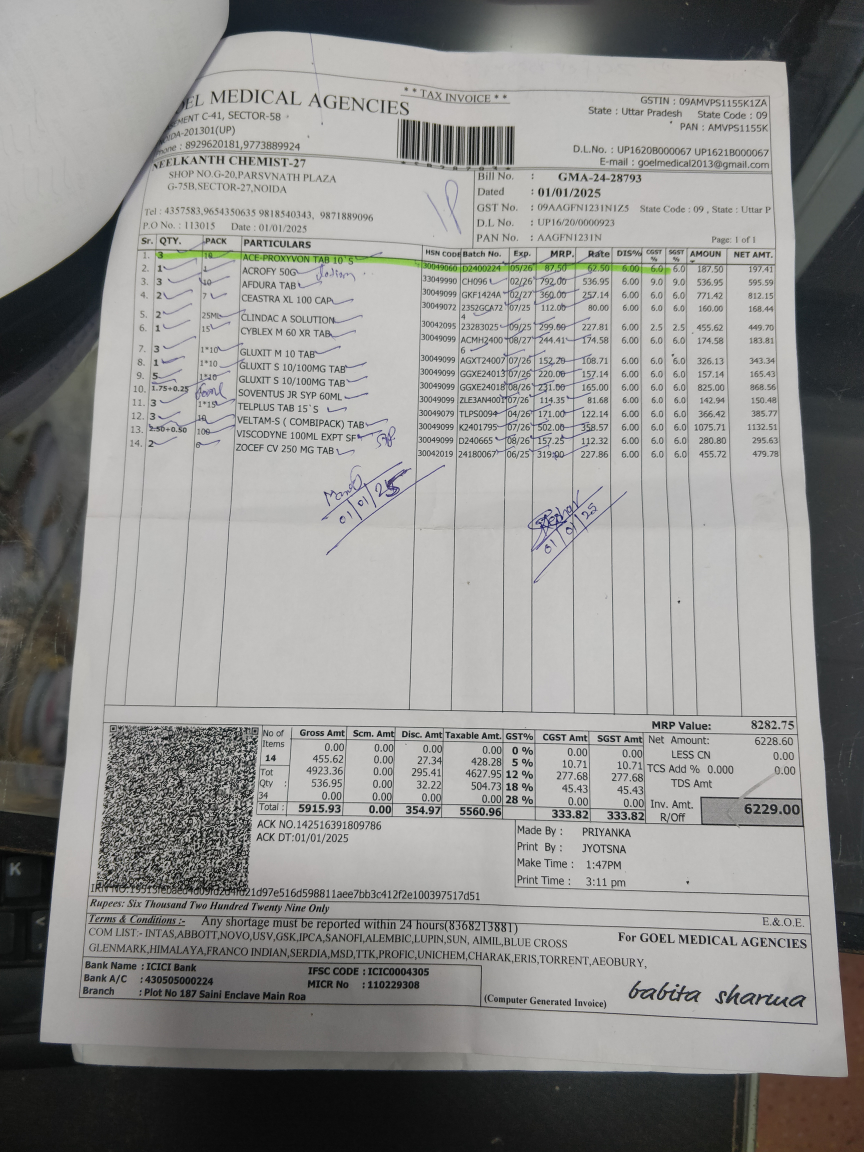 ** TAX INVOICE **
EL MEDICAL AGENCIES
MENT C-41, SECTOR-58
IDA-201301(UP)
one : 8929620181,9773889924
GSTIN : 09AMVPS1155K1ZA
State : Uttar Pradesh State Code : 09
PAN : AMVPS1155K
D.L.No. : UP1620B000067 UP1621B000067
E-mail : goelmedical2013@gmail.com
NEELKANTH CHEMIST-27
SHOP NO.G-20,PARSVNATH PLAZA
G-75B,SECTOR-27,NOIDA
Tel : 4357583,9654350635 9818540343, 9871889096
P.O No. : 113015 Date : 01/01/2025
Bill No. : GMA-24-28793
Dated : 01/01/2025
GST No. : 09AAGFN1231N1Z5 State Code : 09 , State : Uttar P
D.L No. : UP16/20/0000923
PAN No. : AAGFN1231N Page: 1 of 1
Sr. QTY. PACK PARTICULARS HSN CODE Batch No. Exp. MRP. Rate DIS% CGST % SGST % AMOUN NET AMT.
1. 3 10 ACE-PROXYVON TAB 10`S 30049060 D2400224 05/26 87.50 62.50 6.00 6.0 6.0 187.50 197.41
2. 1 1 ACROFY 50G 33049990 CH096 02/26 792.00 536.95 6.00 9.0 9.0 536.95 595.59
3. 3 10 AFDURA TAB 30049099 GKF1424A 02/27 360.00 257.14 6.00 6.0 6.0 771.42 812.15
4. 2 7 CEASTRA XL 100 CAP 30049072 2352GCA72 07/25 112.00 80.00 6.00 6.0 6.0 160.00 168.44
4
5. 2 25ML CLINDAC A SOLUTION 30042095 23283025 09/25 299.00 227.81 6.00 2.5 2.5 455.62 449.70
6. 1 15 CYBLEX M 60 XR TAB 30049099 ACMH2400 08/27 244.41 174.58 6.00 6.0 6.0 174.58 183.81
6
7. 3 1*10 GLUXIT M 10 TAB 30049099 AGXT24007 07/26 152.20 108.71 6.00 6.0 6.0 326.13 343.34
8. 1 1*10 GLUXIT S 10/100MG TAB 30049099 GGXE24013 07/26 220.00 157.14 6.00 6.0 6.0 157.14 165.43
9. 5 1*10 GLUXIT S 10/100MG TAB 30049099 GGXE24018 08/26 231.00 165.00 6.00 6.0 6.0 825.00 868.56
10. 1.75+0.25 60ml SOVENTUS JR SYP 60ML 30049099 ZLE3AN4001 07/26 114.35 81.68 6.00 6.0 6.0 142.94 150.48
11. 3 1*15 TELPLUS TAB 15`S 30049079 TLPS0094 04/26 171.00 122.14 6.00 6.0 6.0 366.42 385.77
12. 3 10 VELTAM-S ( COMBIPACK) TAB 30049099 K2401795 07/26 502.00 358.57 6.00 6.0 6.0 1075.71 1132.51
13. 2.50+0.50 100 VISCODYNE 100ML EXPT SF 30049099 D240665 08/26 157.25 112.32 6.00 6.0 6.0 280.80 295.63
14. 2 6 ZOCEF CV 250 MG TAB 30042019 24180067 06/25 319.00 227.86 6.00 6.0 6.0 455.72 479.78
01/01/25
01/01/25
MRP Value: 8282.75
No of Items 14 Tot Qty : 34
Gross Amt Scm. Amt Disc. Amt Taxable Amt. GST% CGST Amt SGST Amt
0.00 0.00 0.00 0.00 0 % 0.00 0.00
455.62 0.00 27.34 428.28 5 % 10.71 10.71
4923.36 0.00 295.41 4627.95 12 % 277.68 277.68
536.95 0.00 32.22 504.73 18 % 45.43 45.43
0.00 0.00 0.00 0.00 28 % 0.00 0.00
Total : 5915.93 0.00 354.97 5560.96 333.82 333.82
Net Amount: 6228.60
LESS CN 0.00
TCS Add % 0.000 0.00
TDS Amt
Inv. Amt. R/Off 6229.00
ACK NO.142516391809786
ACK DT:01/01/2025
Made By : PRIYANKA
Print By : JYOTSNA
Make Time : 1:47PM
Print Time : 3:11 pm
Rupees: Six Thousand Two Hundred Twenty Nine Only
E.&.O.E.
Terms & Conditions :- Any shortage must be reported within 24 hours(8368213881)
COM LIST:- INTAS,ABBOTT,NOVO,USV,GSK,IPCA,SANOFI,ALEMBIC,LUPIN,SUN, AIMIL,BLUE CROSS
GLENMARK,HIMALAYA,FRANCO INDIAN,SERDIA,MSD,TTK,PROFIC,UNICHEM,CHARAK,ERIS,TORRENT,AEOBURY,
For GOEL MEDICAL AGENCIES
Bank Name : ICICI Bank IFSC CODE : ICIC0004305
Bank A/C : 430505000224 MICR No : 110229308
Branch : Plot No 187 Saini Enclave Main Roa
(Computer Generated Invoice)
babita sharma
K